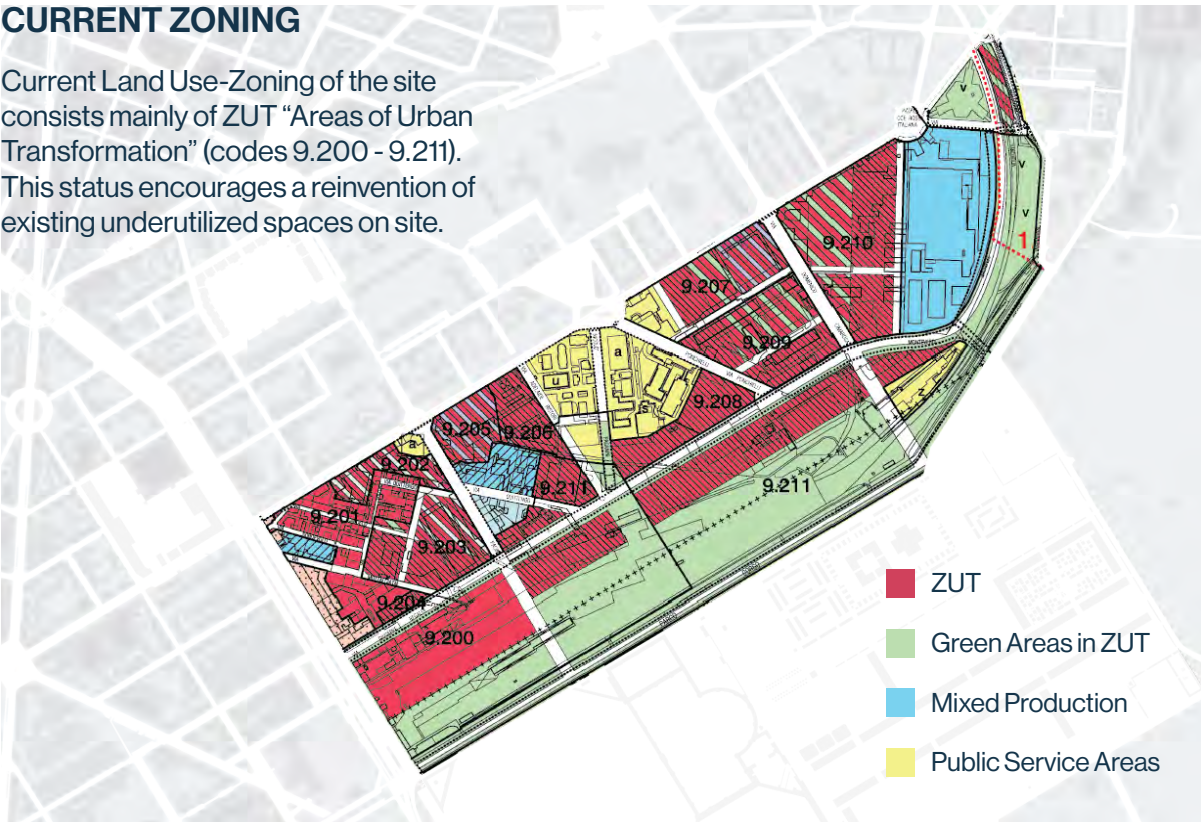 CURRENT ZONING
Current Land Use-Zoning of the site
consists mainly of ZUT “Areas of Urban
Transformation” (codes 9.200 - 9.211).
This status encourages a reinvention of
existing underutilized spaces on site.
v
v
v
1
9.210
9.207
9.209
a
u
s
9.208
VIA PONCHIELLI
z
9.205
9.206
a
9.202
9.211
9.211
9.201
9.203
9.204
9.200
ZUT
Green Areas in ZUT
Mixed Production
Public Service Areas